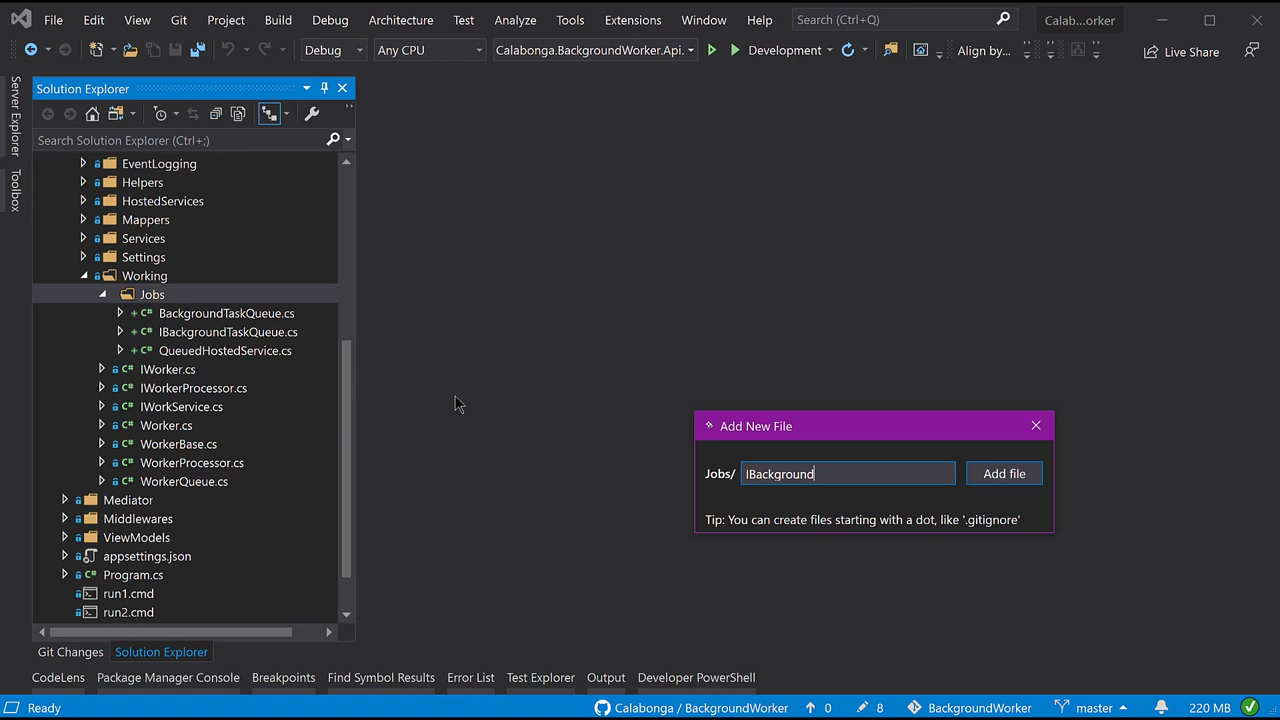 File Edit View Git Project Build Debug Architecture Test Analyze Tools Extensions Window Help Search (Ctrl+Q) Calab...orker
Debug Any CPU Calabonga.BackgroundWorker.Api. Development Align by... Live Share
Server Explorer
Toolbox
Solution Explorer
Search Solution Explorer (Ctrl+;)
EventLogging
Helpers
HostedServices
Mappers
Services
Settings
Working
Jobs
C# BackgroundTaskQueue.cs
C# IBackgroundTaskQueue.cs
C# QueuedHostedService.cs
C# IWorker.cs
C# IWorkerProcessor.cs
C# IWorkService.cs
C# Worker.cs
C# WorkerBase.cs
C# WorkerProcessor.cs
C# WorkerQueue.cs
Mediator
Middlewares
ViewModels
appsettings.json
C# Program.cs
run1.cmd
run2.cmd
Add New File
Jobs/ IBackground Add file
Tip: You can create files starting with a dot, like '.gitignore'
Git Changes Solution Explorer
CodeLens Package Manager Console Breakpoints Find Symbol Results Error List Test Explorer Output Developer PowerShell
Ready Calabonga / BackgroundWorker 0 8 BackgroundWorker master 220 MB